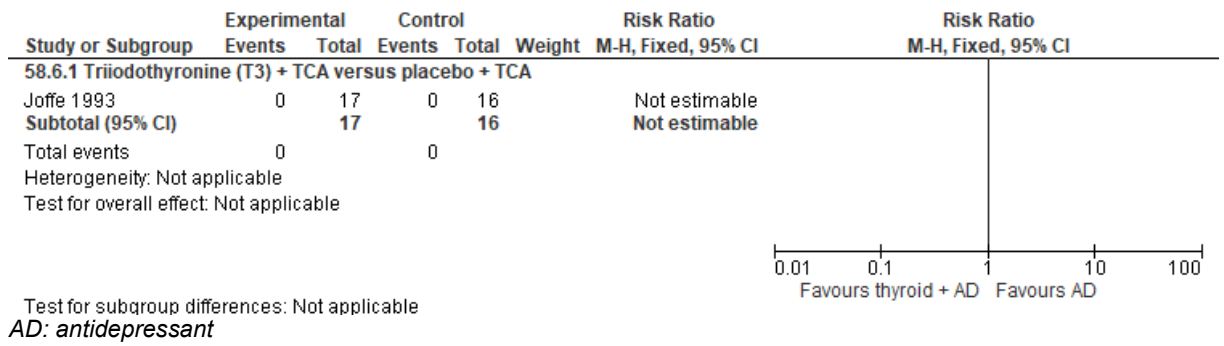 Experimental Control Risk Ratio Risk Ratio
Study or Subgroup Events Total Events Total Weight M-H, Fixed, 95% CI M-H, Fixed, 95% CI
58.6.1 Triiodothyronine (T3) + TCA versus placebo + TCA
Joffe 1993 0 17 0 16 Not estimable
Subtotal (95% CI) 17 16 Not estimable
Total events 0 0
Heterogeneity: Not applicable
Test for overall effect: Not applicable
0.01 0.1 1 10 100
Favours thyroid + AD Favours AD
Test for subgroup differences: Not applicable
AD: antidepressant